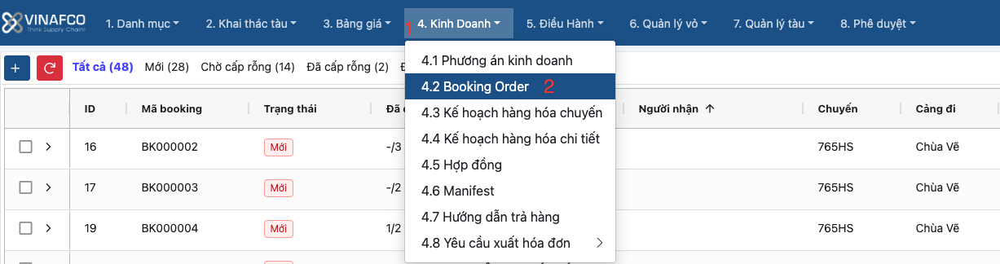 VINAFCO
Think Supply Chain!
1. Danh mục
2. Khai thác tàu
3. Bảng giá
1
4. Kinh Doanh
5. Điều Hành
6. Quản lý vỏ
7. Quản lý tàu
8. Phê duyệt
4.1 Phương án kinh doanh
4.2 Booking Order 2
4.3 Kế hoạch hàng hóa chuyến
4.4 Kế hoạch hàng hóa chi tiết
4.5 Hợp đồng
4.6 Manifest
4.7 Hướng dẫn trả hàng
4.8 Yêu cầu xuất hóa đơn
Tất cả (48) Mới (28) Chờ cấp rỗng (14) Đã cấp rỗng (2)
ID Mã booking Trạng thái Người nhận Chuyến Cảng đi
16 BK000002 Mới -/3 765HS Chùa Vẽ
17 BK000003 Mới -/2 765HS Chùa Vẽ
19 BK000004 Mới 1/2 765HS Chùa Vẽ